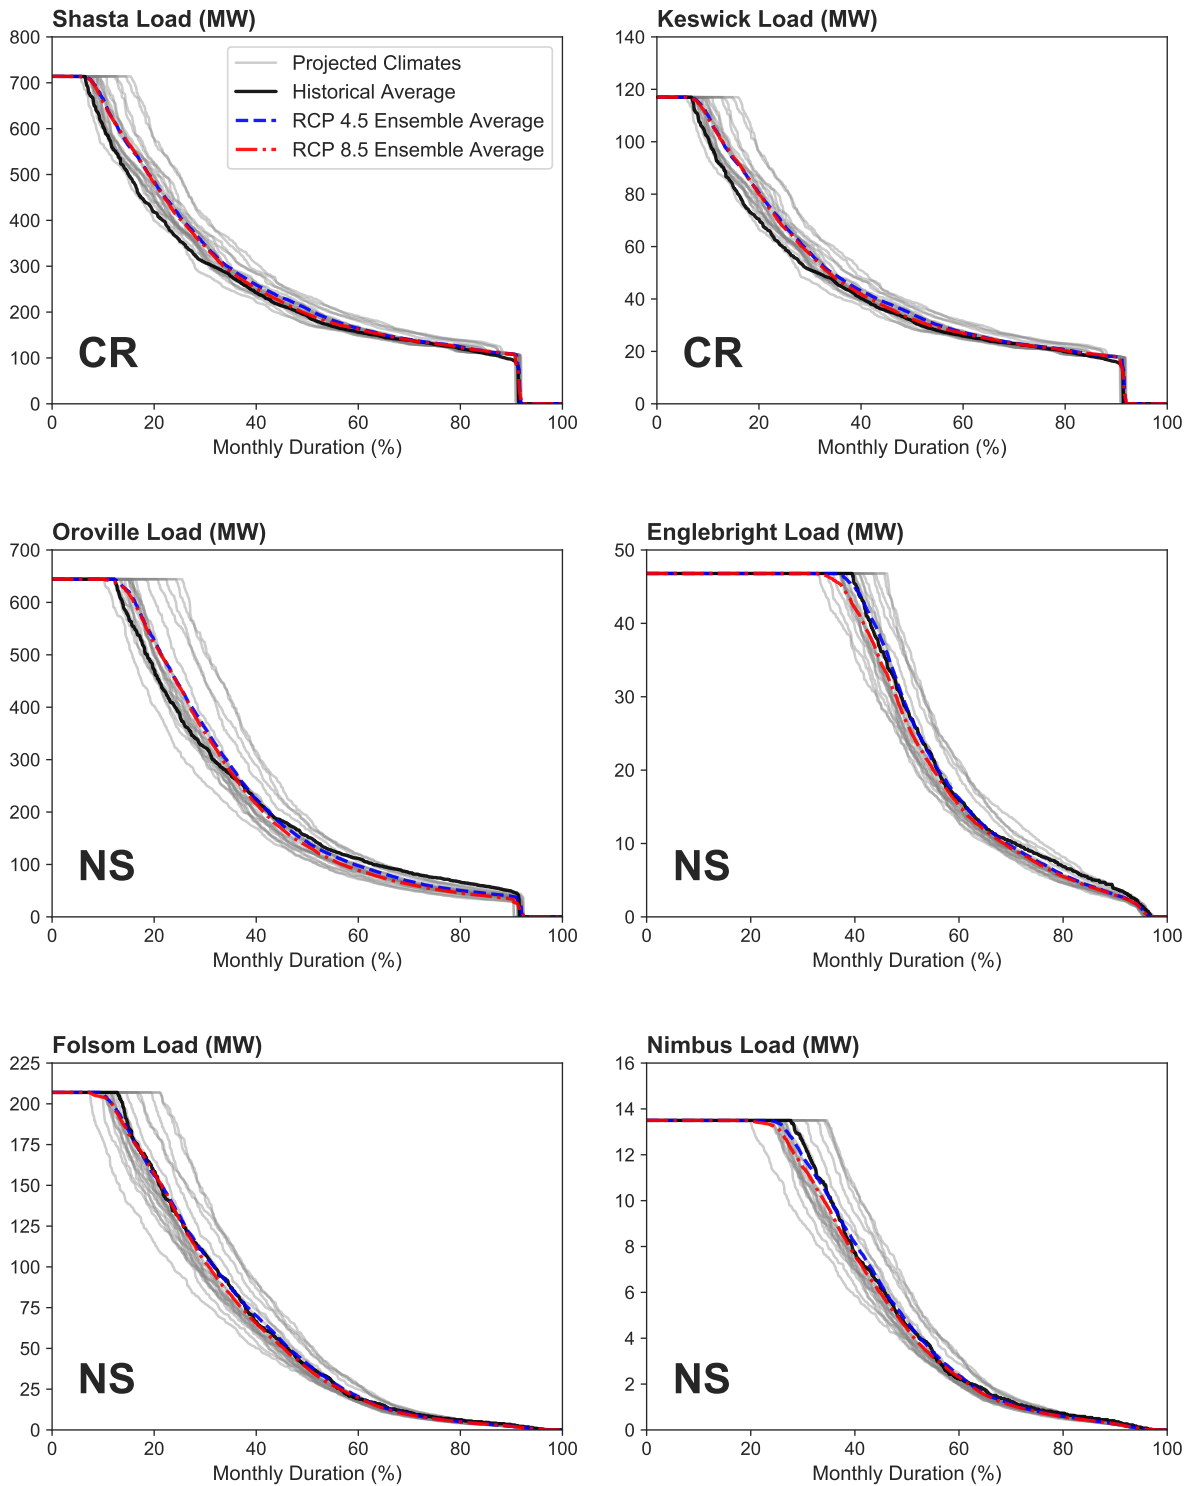 Shasta Load (MW)
800
700
600
500
400
300
200
100
0
Projected Climates
Historical Average
RCP 4.5 Ensemble Average
RCP 8.5 Ensemble Average
CR
0 20 40 60 80 100
Monthly Duration (%)
Keswick Load (MW)
140
120
100
80
60
40
20
0
CR
0 20 40 60 80 100
Monthly Duration (%)
Oroville Load (MW)
700
600
500
400
300
200
100
0
NS
0 20 40 60 80 100
Monthly Duration (%)
Englebright Load (MW)
50
40
30
20
10
0
NS
0 20 40 60 80 100
Monthly Duration (%)
Folsom Load (MW)
225
200
175
150
125
100
75
50
25
0
NS
0 20 40 60 80 100
Monthly Duration (%)
Nimbus Load (MW)
16
14
12
10
8
6
4
2
0
NS
0 20 40 60 80 100
Monthly Duration (%)